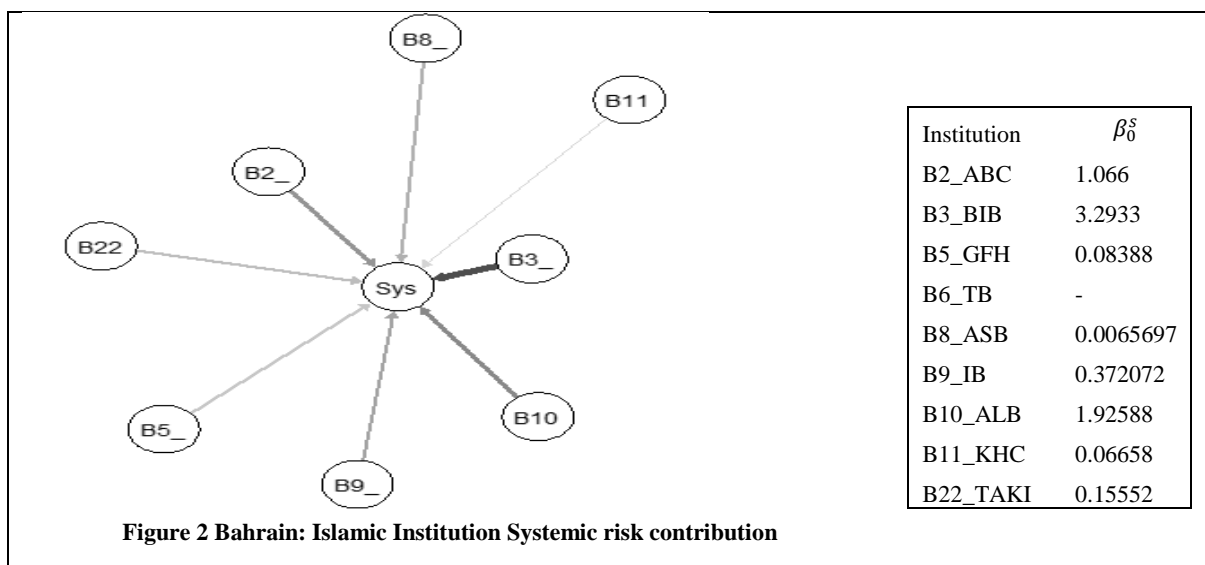 B8_
B11
B2_
B22
B3_
Sys
B10
B5_
B9_
Institution β₀ˢ
B2_ABC 1.066
B3_BIB 3.2933
B5_GFH 0.08388
B6_TB -
B8_ASB 0.0065697
B9_IB 0.372072
B10_ALB 1.92588
B11_KHC 0.06658
B22_TAKI 0.15552
Figure 2 Bahrain: Islamic Institution Systemic risk contribution